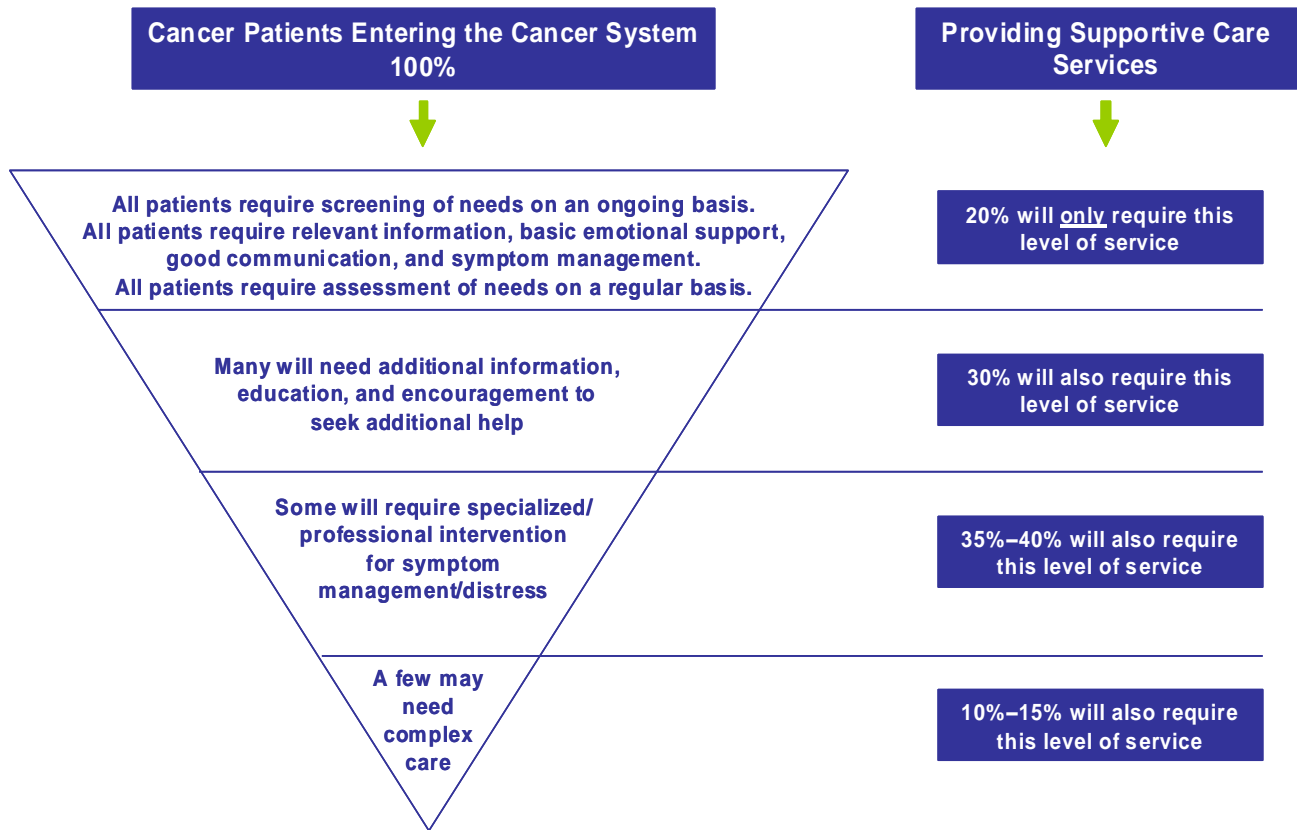 Cancer Patients Entering the Cancer System
100%
Providing Supportive Care
Services
All patients require screening of needs on an ongoing basis.
All patients require relevant information, basic emotional support,
good communication, and symptom management.
All patients require assessment of needs on a regular basis.
20% will only require this
level of service
Many will need additional information,
education, and encouragement to
seek additional help
30% will also require this
level of service
Some will require specialized/
professional intervention
for symptom
management/distress
35%–40% will also require
this level of service
A few may
need
complex
care
10%–15% will also require
this level of service